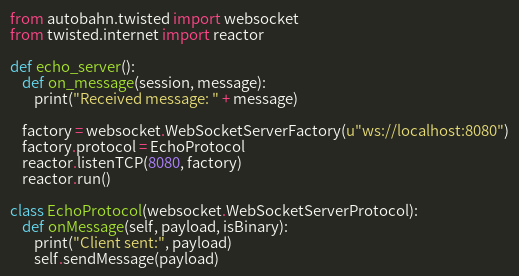 from autobahn.twisted import websocket
from twisted.internet import reactor

def echo_server():
    def on_message(session, message):
        print("Received message: " + message)

    factory = websocket.WebSocketServerFactory(u"ws://localhost:8080")
    factory.protocol = EchoProtocol
    reactor.listenTCP(8080, factory)
    reactor.run()

class EchoProtocol(websocket.WebSocketServerProtocol):
    def onMessage(self, payload, isBinary):
        print("Client sent:", payload)
        self.sendMessage(payload)